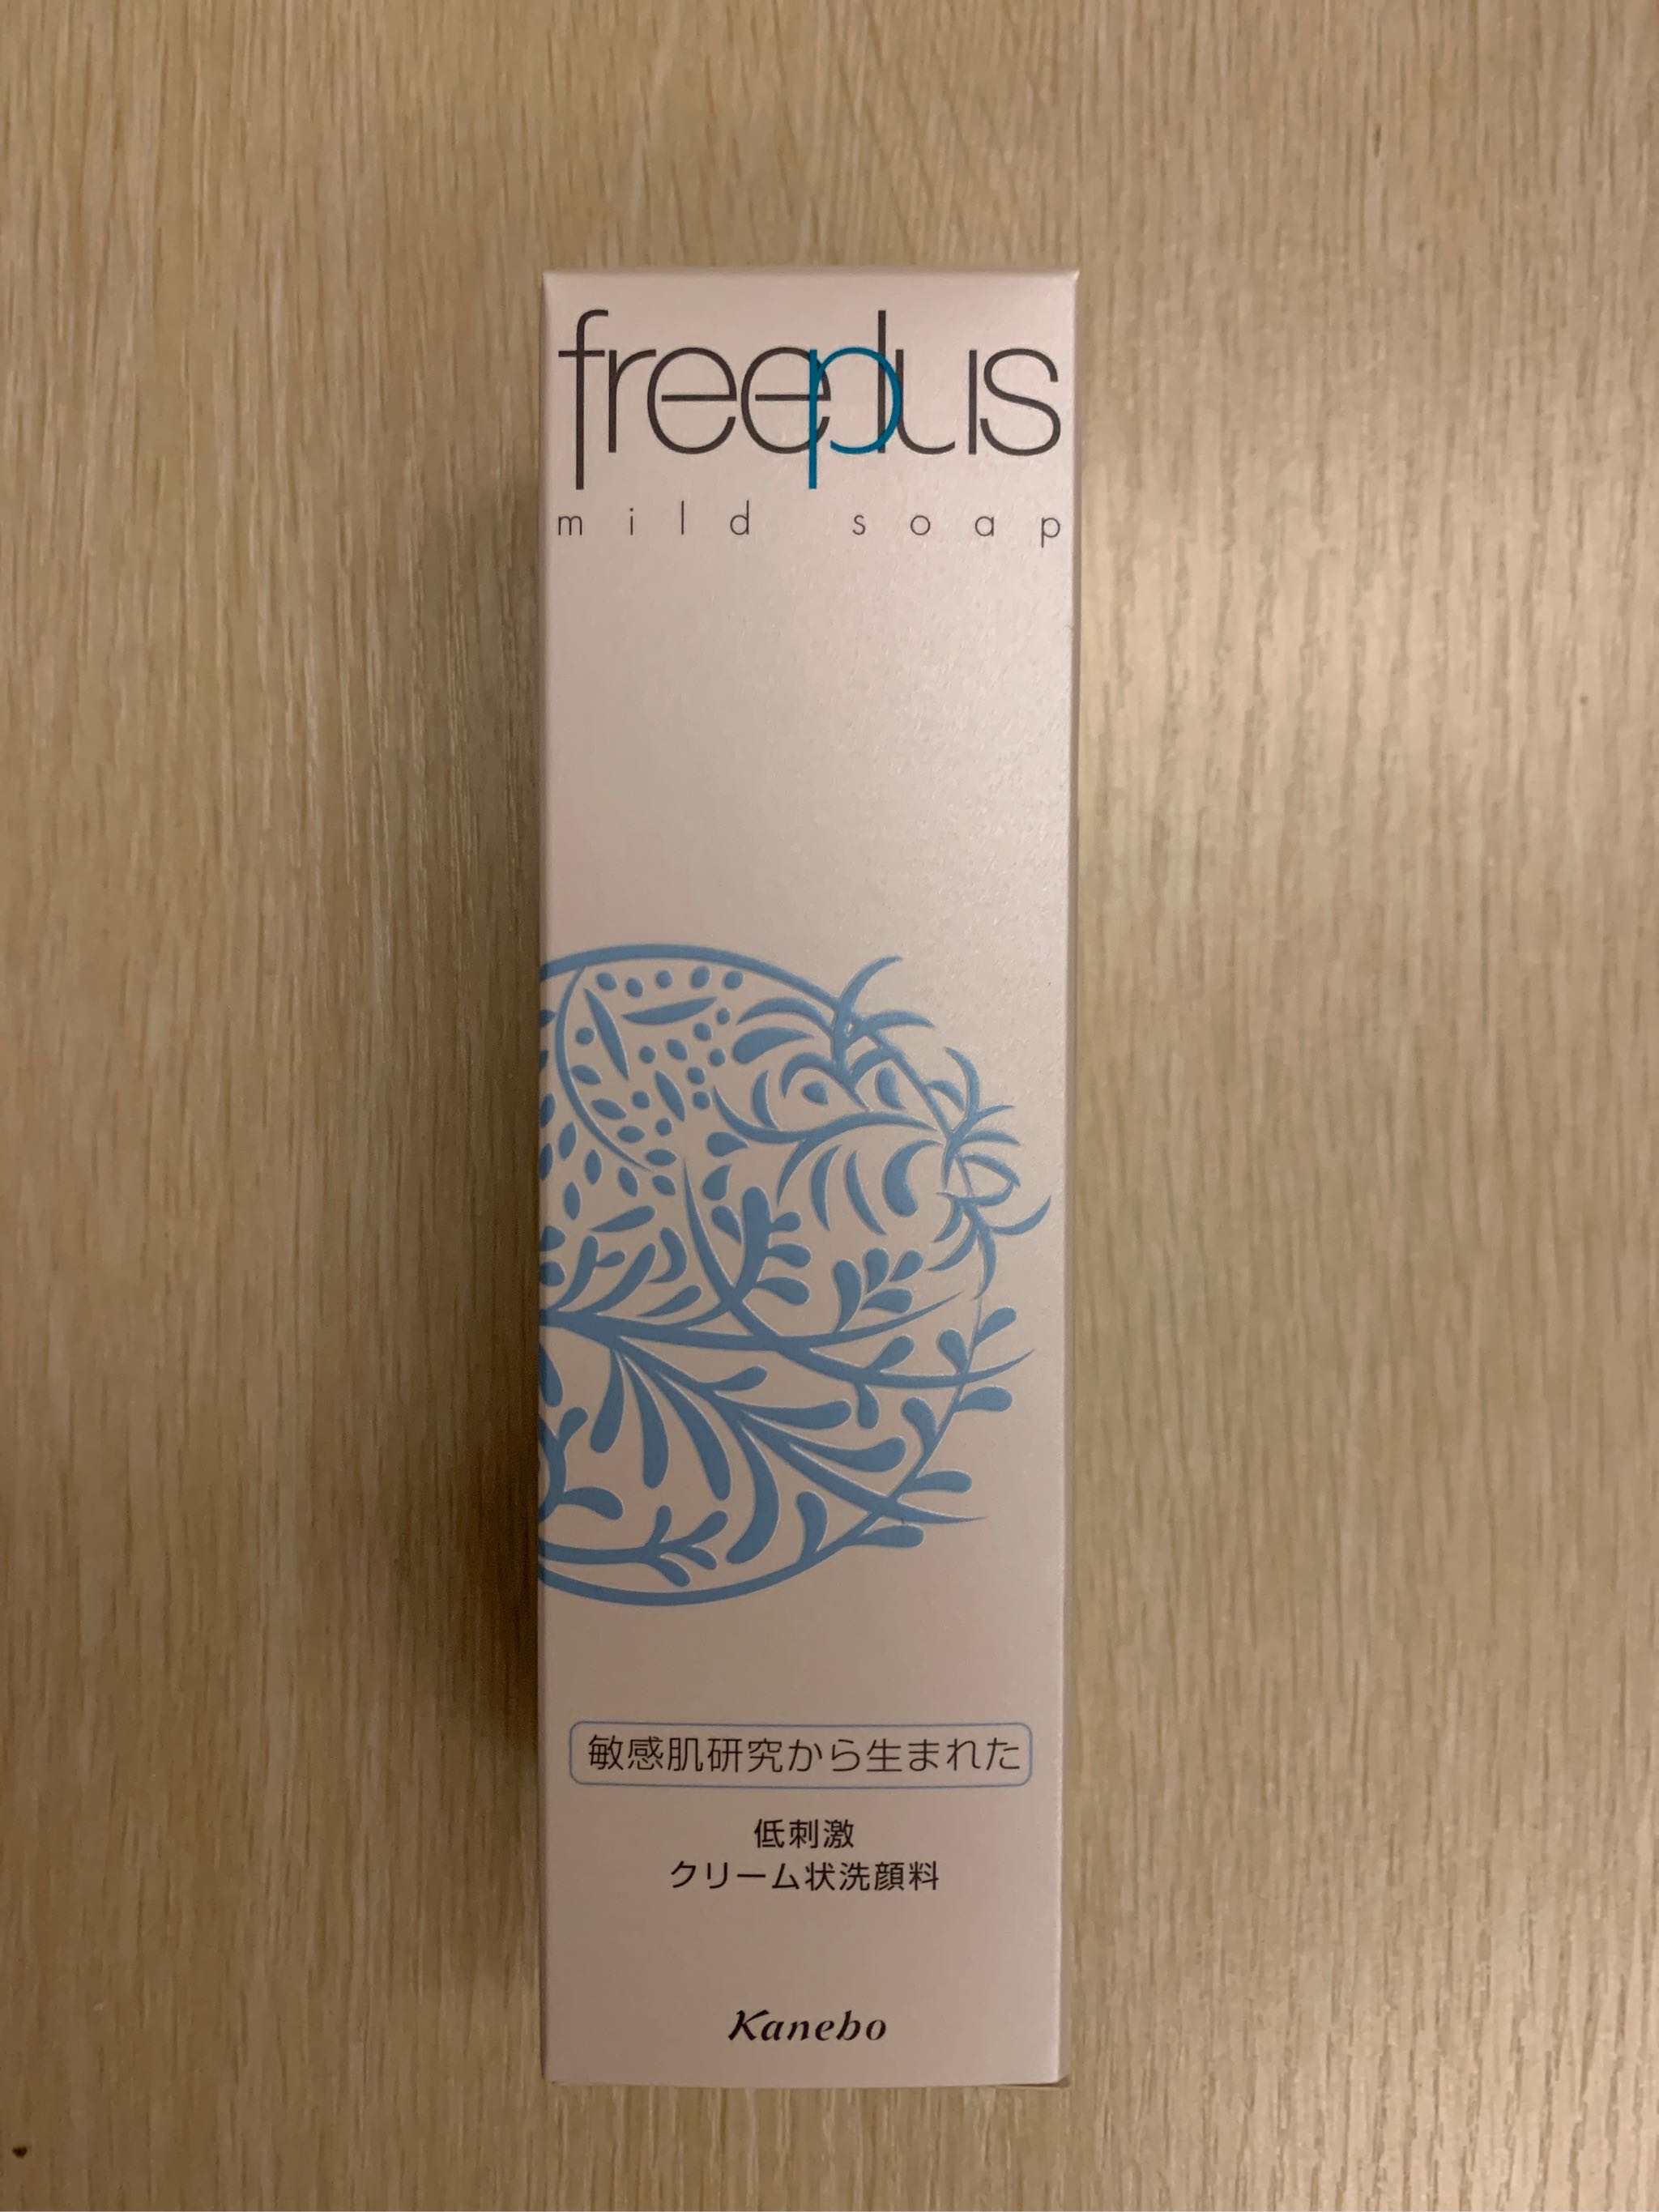 freeplus
mild soap
敏感肌研究から生まれた
低刺激
クリーム状洗顔料
Kanebo